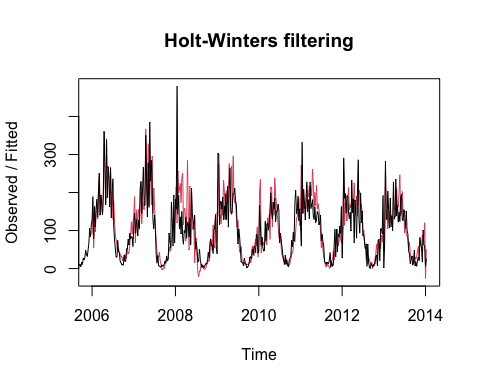 Holt-Winters filtering
Observed / Fitted
300
100
0
2006 2008 2010 2012 2014
Time